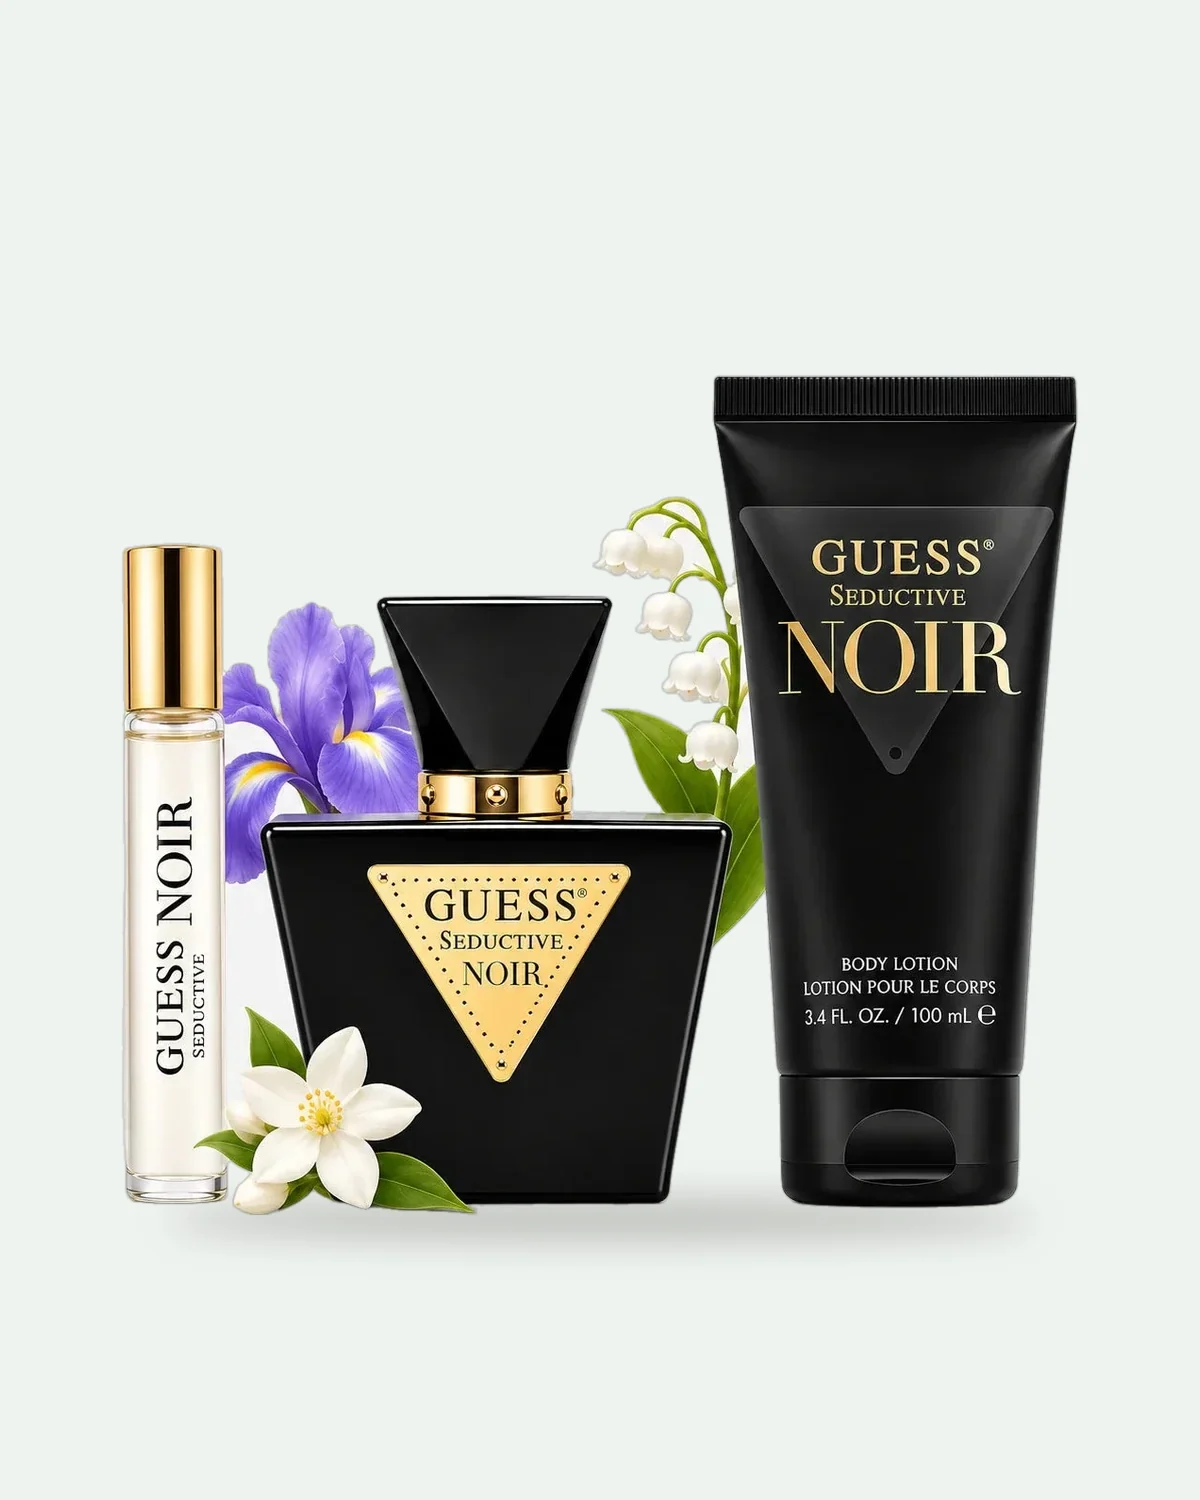 GUESS NOIR
SEDUCTIVE
GUESS®
SEDUCTIVE
NOIR
GUESS®
SEDUCTIVE
NOIR
BODY LOTION
LOTION POUR LE CORPS
3.4 FL. OZ. / 100 mL ℮